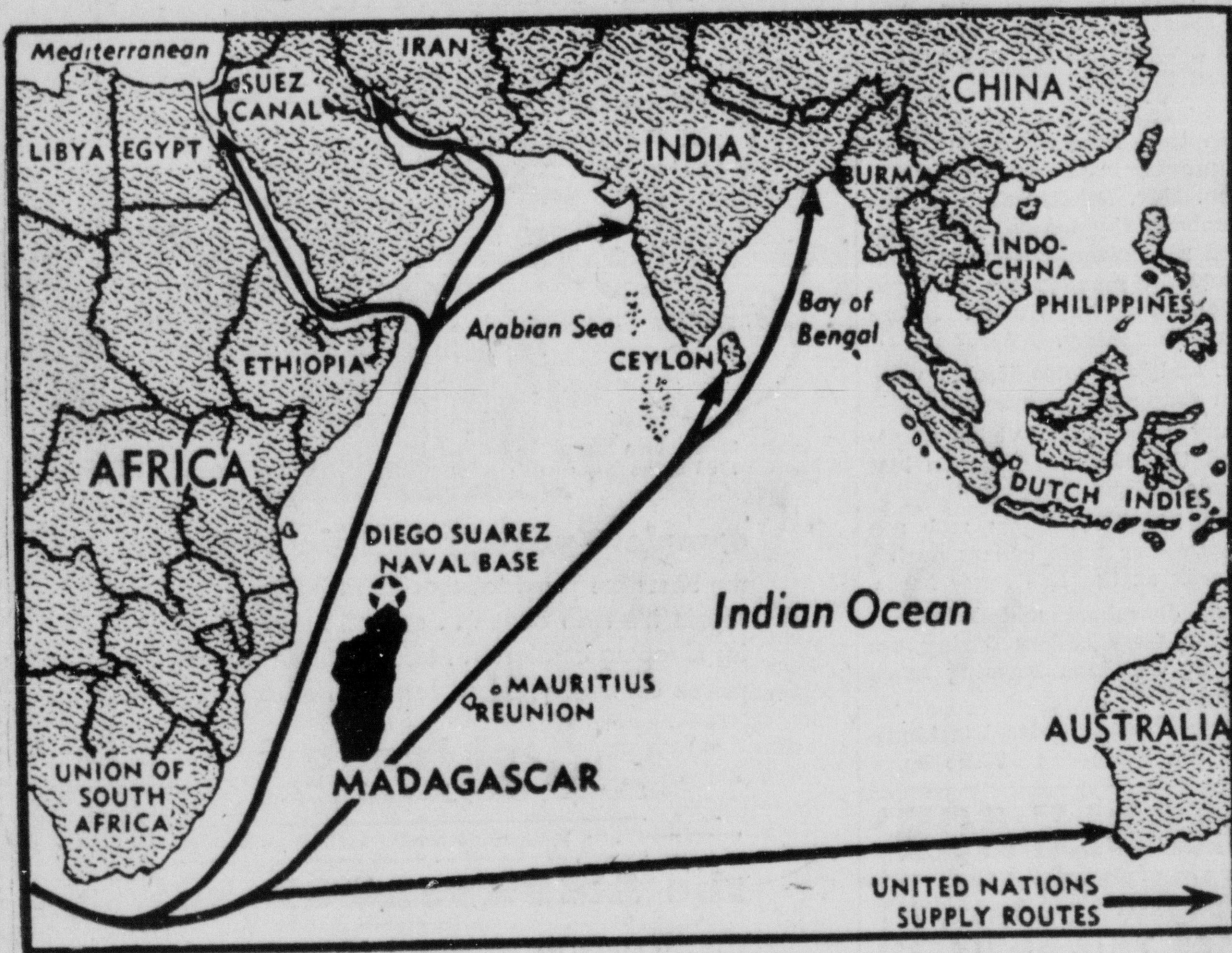 Mediterranean
IRAN
SUEZ
CANAL
CHINA
LIBYA
EGYPT
INDIA
BURMA
INDO-
CHINA
PHILIPPINES
Arabian Sea
Bay of
Bengal
ETHIOPIA
CEYLON
AFRICA
DUTCH INDIES
DIEGO SUAREZ
NAVAL BASE
Indian Ocean
MAURITIUS
REUNION
AUSTRALIA
MADAGASCAR
UNION OF
SOUTH
AFRICA
UNITED NATIONS
SUPPLY ROUTES